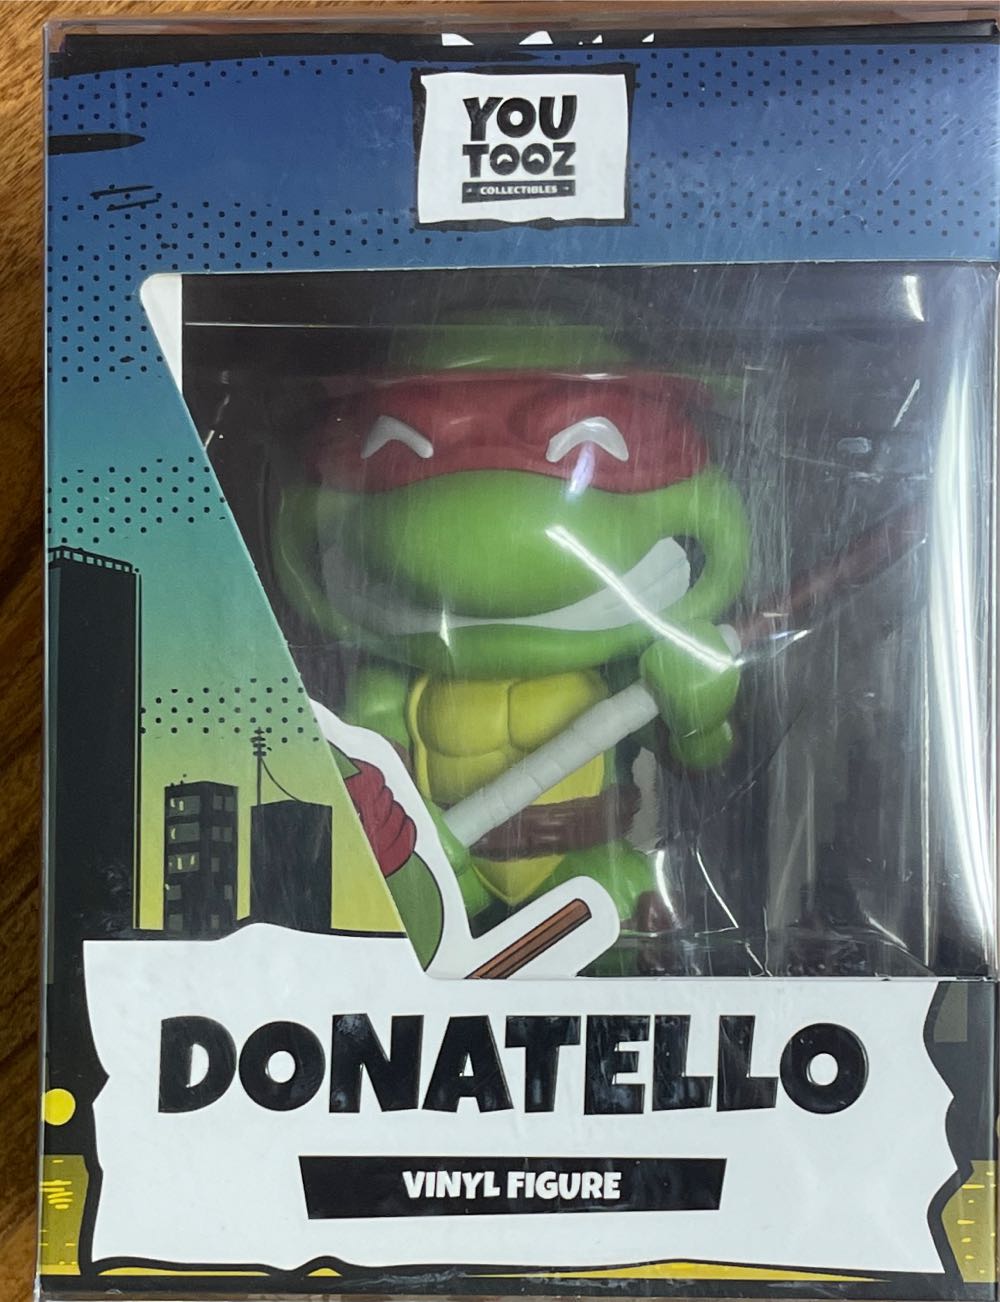 YOU
TOOZ
COLLECTIBLES
DONATELLO
VINYL FIGURE